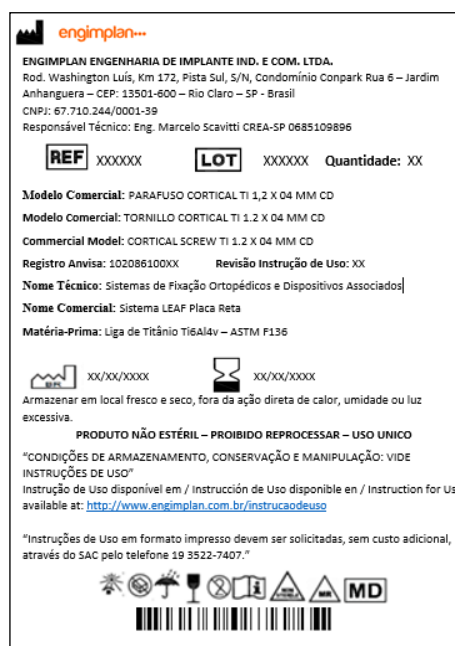 engimplan
ENGIMPLAN ENGENHARIA DE IMPLANTE IND. E COM. LTDA.
Rod. Washington Luís, Km 172, Pista Sul, S/N, Condomínio Conpark Rua 6 – Jardim
Anhanguera – CEP: 13501-600 – Rio Claro – SP - Brasil
CNPJ: 67.710.244/0001-39
Responsável Técnico: Eng. Marcelo Scavitti CREA-SP 0685109896
REF XXXXXX LOT XXXXXX Quantidade: XX
Modelo Comercial: PARAFUSO CORTICAL TI 1,2 X 04 MM CD
Modelo Comercial: TORNILLO CORTICAL TI 1.2 X 04 MM CD
Commercial Model: CORTICAL SCREW TI 1.2 X 04 MM CD
Registro Anvisa: 102086100XX Revisão Instrução de Uso: XX
Nome Técnico: Sistemas de Fixação Ortopédicos e Dispositivos Associados
Nome Comercial: Sistema LEAF Placa Reta
Matéria-Prima: Liga de Titânio Ti6Al4v – ASTM F136
BR XX/XX/XXXX XX/XX/XXXX
Armazenar em local fresco e seco, fora da ação direta de calor, umidade ou luz
excessiva.
PRODUTO NÃO ESTÉRIL – PROIBIDO REPROCESSAR – USO UNICO
“CONDIÇÕES DE ARMAZENAMENTO, CONSERVAÇÃO E MANIPULAÇÃO: VIDE
INSTRUÇÕES DE USO”
Instrução de Uso disponível em / Instrucción de Uso disponible en / Instruction for Us
available at: http://www.engimplan.com.br/instrucaodeuso
“Instruções de Uso em formato impresso devem ser solicitadas, sem custo adicional,
através do SAC pelo telefone 19 3522-7407.”
NON STERILE MR MD